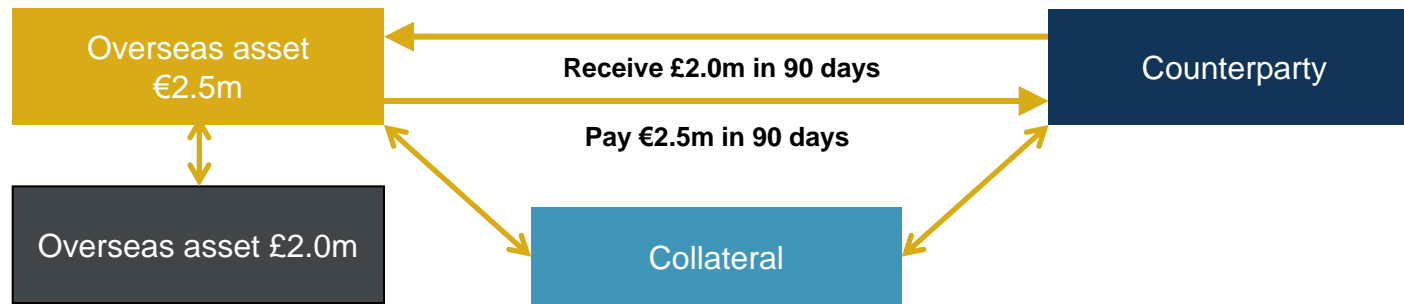 Overseas asset
€2.5m
Receive £2.0m in 90 days
Pay €2.5m in 90 days
Counterparty
Overseas asset £2.0m
Collateral